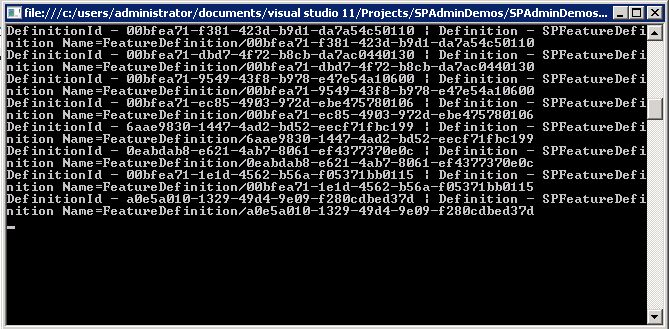 file:///c:/users/administrator/documents/visual studio 11/Projects/SPAdminDemos/SPAdminDemos...
DefinitionId - 00bfea71-f381-423d-b9d1-da7a54c50110 ¦ Definition - SPFeatureDefi
nition Name=FeatureDefinition/00bfea71-f381-423d-b9d1-da7a54c50110
DefinitionId - 00bfea71-dbd7-4f72-b8cb-da7ac0440130 ¦ Definition - SPFeatureDefi
nition Name=FeatureDefinition/00bfea71-dbd7-4f72-b8cb-da7ac0440130
DefinitionId - 00bfea71-9549-43f8-b978-e47e54a10600 ¦ Definition - SPFeatureDefi
nition Name=FeatureDefinition/00bfea71-9549-43f8-b978-e47e54a10600
DefinitionId - 00bfea71-ec85-4903-972d-ebe475780106 ¦ Definition - SPFeatureDefi
nition Name=FeatureDefinition/00bfea71-ec85-4903-972d-ebe475780106
DefinitionId - 6aae9830-1447-4ad2-bd52-eecf71fbc199 ¦ Definition - SPFeatureDefi
nition Name=FeatureDefinition/6aae9830-1447-4ad2-bd52-eecf71fbc199
DefinitionId - 0eabdab8-e621-4ab7-8061-ef4377370e0c ¦ Definition - SPFeatureDefi
nition Name=FeatureDefinition/0eabdab8-e621-4ab7-8061-ef4377370e0c
DefinitionId - 00bfea71-1e1d-4562-b56a-f05371bb0115 ¦ Definition - SPFeatureDefi
nition Name=FeatureDefinition/00bfea71-1e1d-4562-b56a-f05371bb0115
DefinitionId - a0e5a010-1329-49d4-9e09-f280cdbed37d ¦ Definition - SPFeatureDefi
nition Name=FeatureDefinition/a0e5a010-1329-49d4-9e09-f280cdbed37d